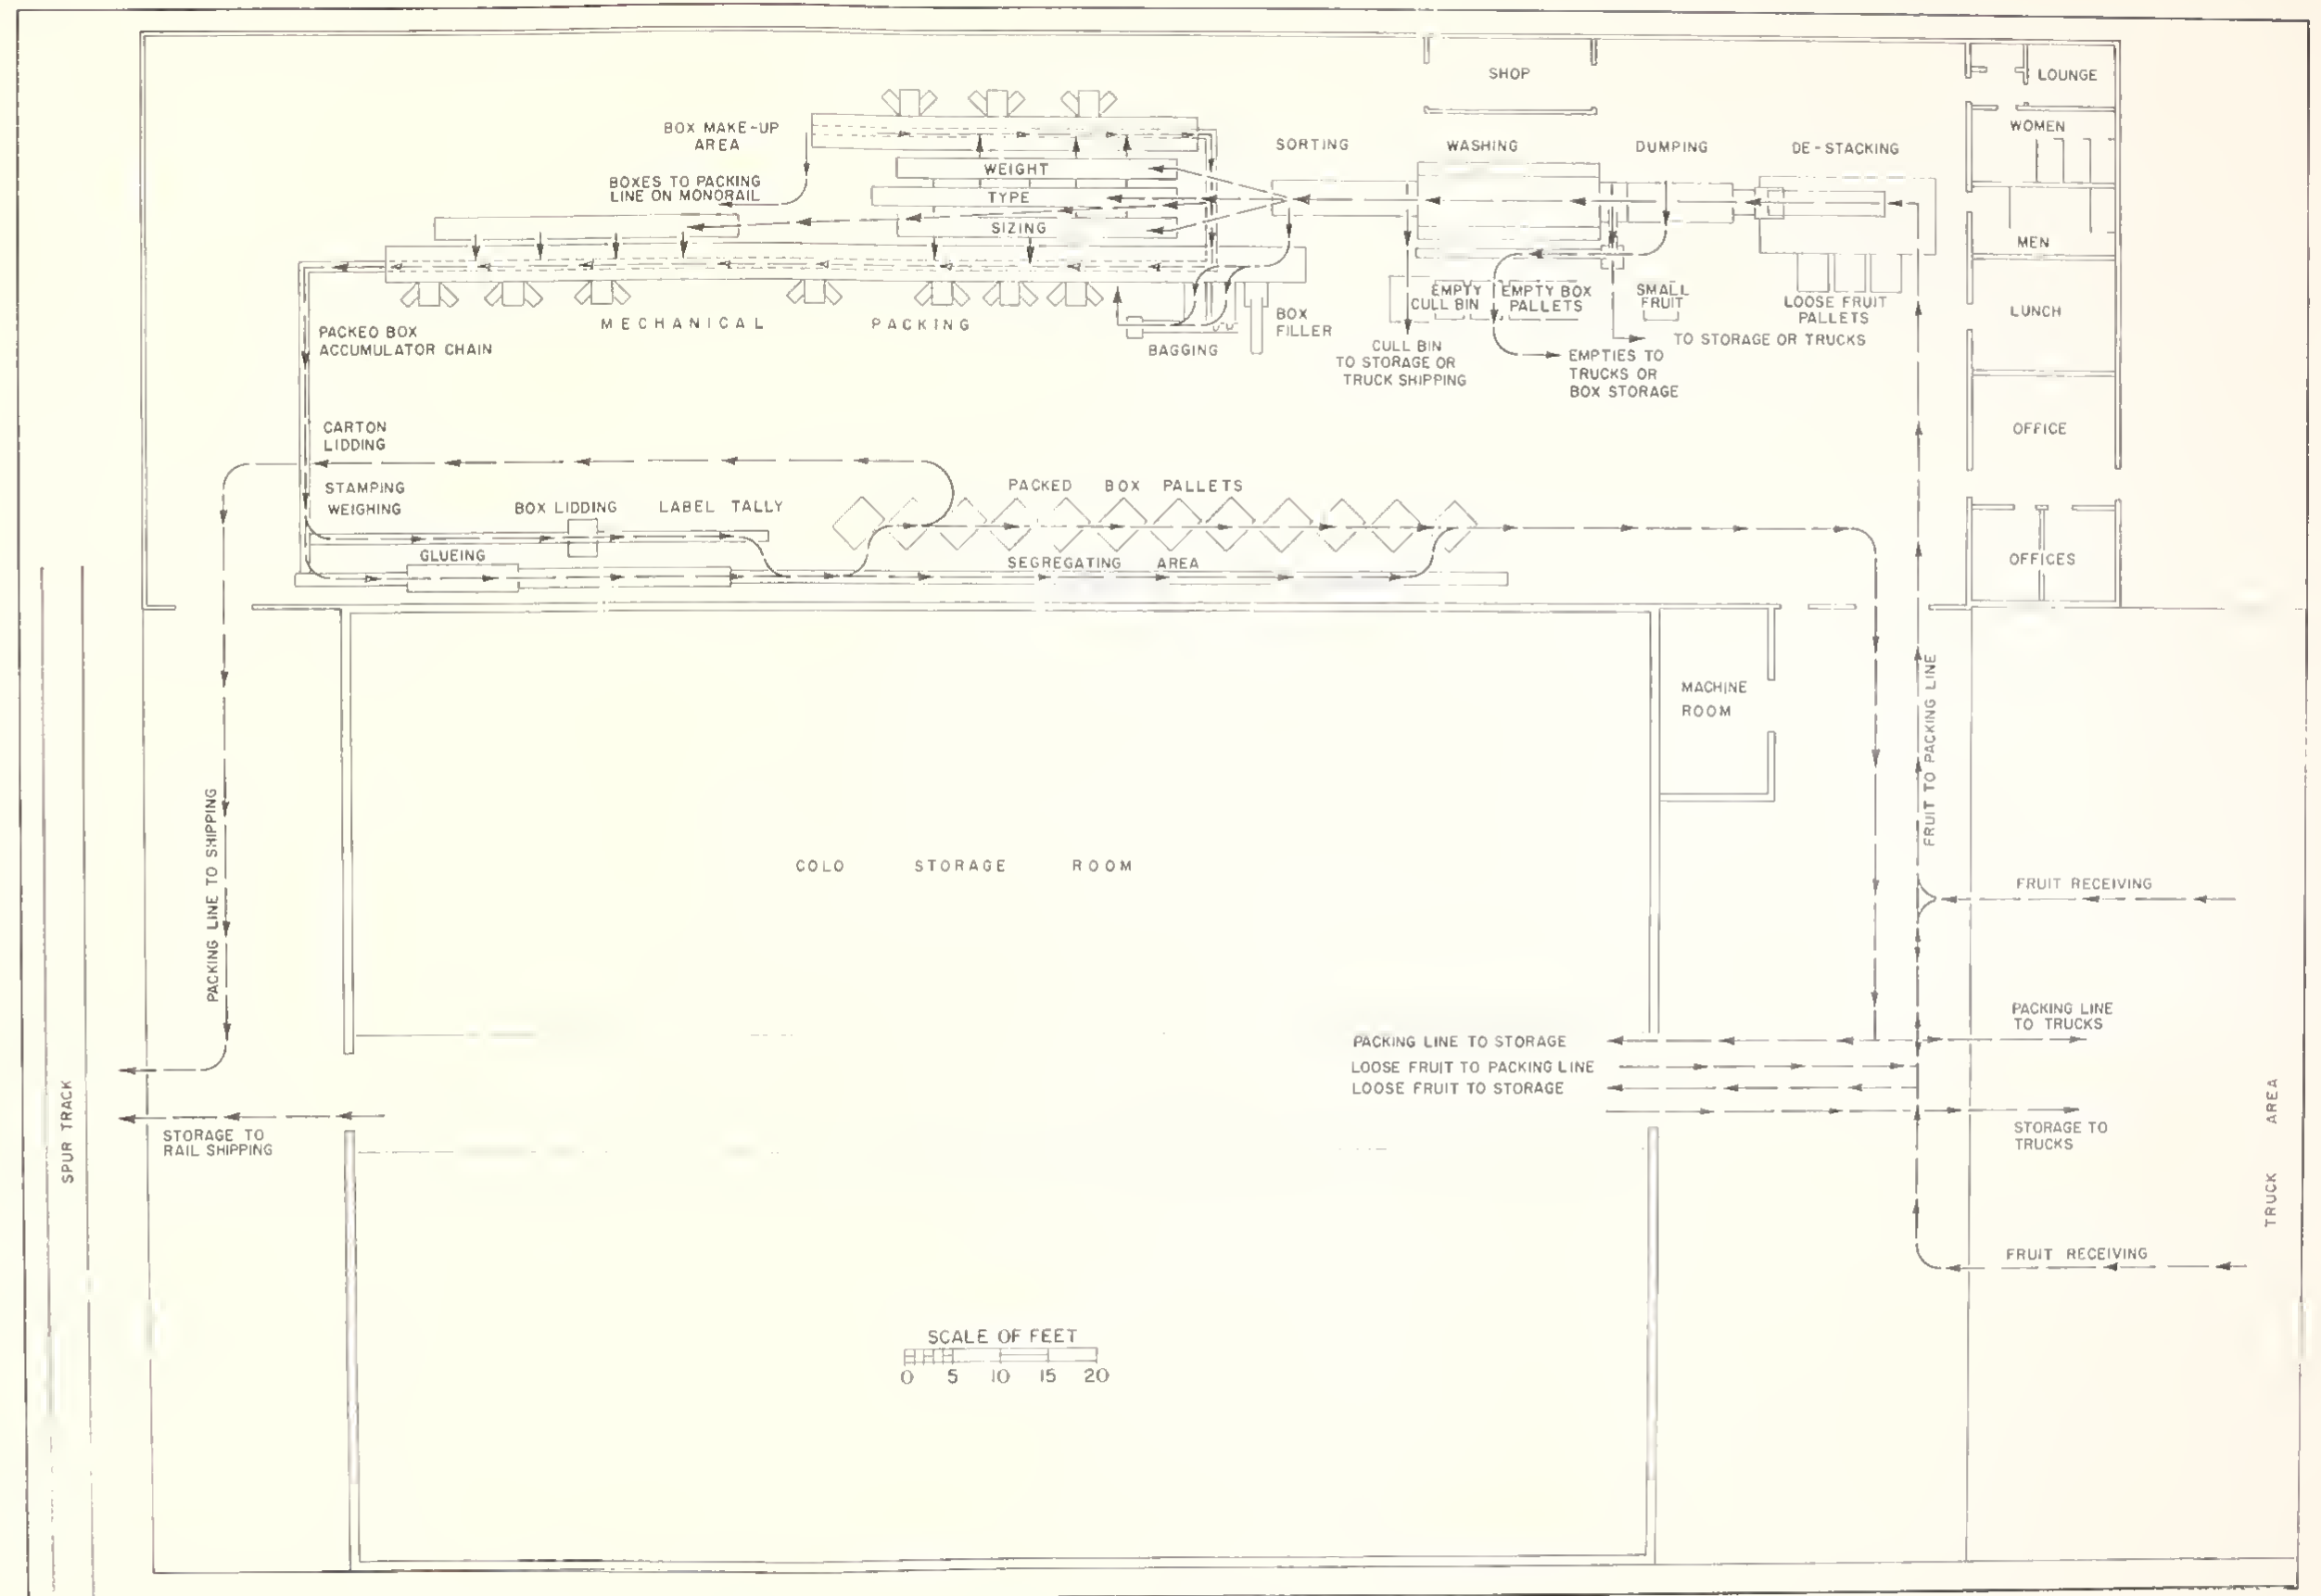 SHOP
LOUNGE
BOX MAKE-UP
AREA
WOMEN
SORTING
WASHING
DUMPING
DE-STACKING
WEIGHT
BOXES TO PACKING
LINE ON MONORAIL
TYPE
SIZING
MEN
EMPTY
CULL BIN
EMPTY BOX
PALLETS
SMALL
FRUIT
LOOSE FRUIT
PALLETS
LUNCH
MECHANICAL PACKING
BOX
FILLER
PACKED BOX
ACCUMULATOR CHAIN
BAGGING
CULL BIN
TO STORAGE OR
TRUCK SHIPPING
TO STORAGE OR TRUCKS
EMPTIES TO
TRUCKS OR
BOX STORAGE
CARTON
LIDDING
OFFICE
STAMPING
WEIGHING
BOX LIDDING
LABEL TALLY
PACKED BOX PALLETS
GLUEING
SEGREGATING AREA
OFFICES
MACHINE
ROOM
FRUIT TO PACKING LINE
PACKING LINE TO SHIPPING
COLD STORAGE ROOM
FRUIT RECEIVING
PACKING LINE
TO TRUCKS
PACKING LINE TO STORAGE
LOOSE FRUIT TO PACKING LINE
LOOSE FRUIT TO STORAGE
SPUR TRACK
STORAGE TO
RAIL SHIPPING
STORAGE TO
TRUCKS
TRUCK AREA
FRUIT RECEIVING
SCALE OF FEET
0 5 10 15 20